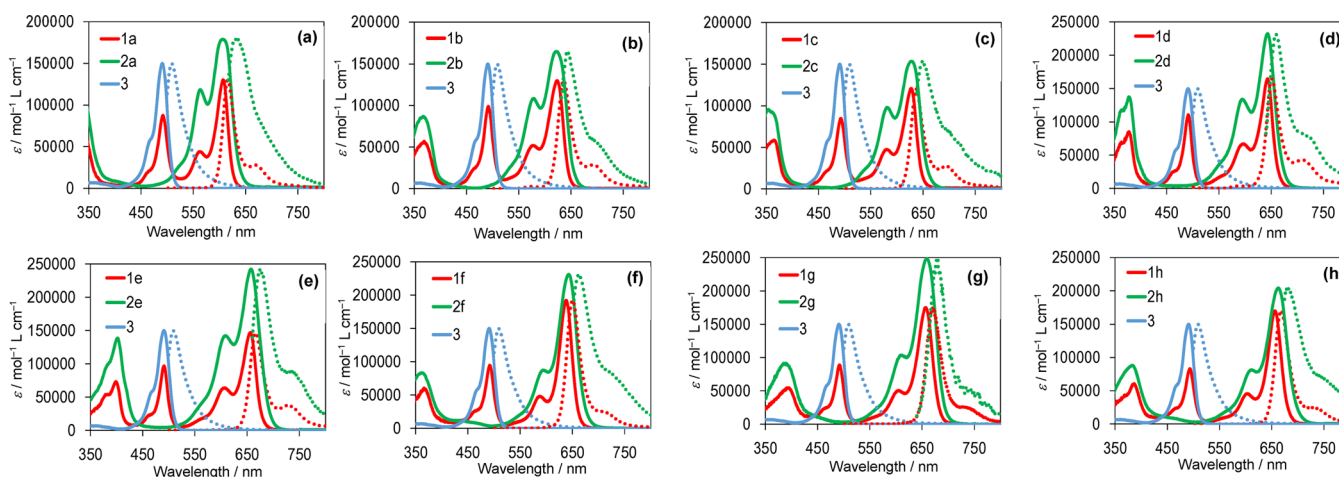 200000
150000
100000
50000
0
ε / mol⁻¹ L cm⁻¹
1a
2a
3
(a)
350 450 550 650 750
Wavelength / nm
200000
150000
100000
50000
0
ε / mol⁻¹ L cm⁻¹
1b
2b
3
(b)
350 450 550 650 750
Wavelength / nm
200000
150000
100000
50000
0
ε / mol⁻¹ L cm⁻¹
1c
2c
3
(c)
350 450 550 650 750
Wavelength / nm
250000
200000
150000
100000
50000
0
ε / mol⁻¹ L cm⁻¹
1d
2d
3
(d)
350 450 550 650 750
Wavelength / nm
250000
200000
150000
100000
50000
0
ε / mol⁻¹ L cm⁻¹
1e
2e
3
(e)
350 450 550 650 750
Wavelength / nm
250000
200000
150000
100000
50000
0
ε / mol⁻¹ L cm⁻¹
1f
2f
3
(f)
350 450 550 650 750
Wavelength / nm
250000
200000
150000
100000
50000
0
ε / mol⁻¹ L cm⁻¹
1g
2g
3
(g)
350 450 550 650 750
Wavelength / nm
250000
200000
150000
100000
50000
0
ε / mol⁻¹ L cm⁻¹
1h
2h
3
(h)
350 450 550 650 750
Wavelength / nm